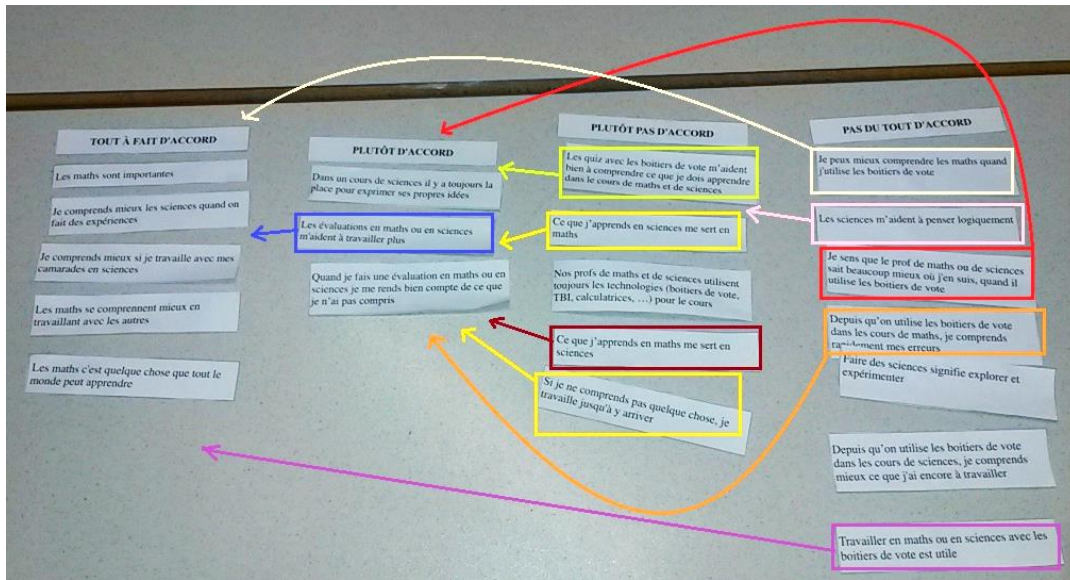 TOUT À FAIT D'ACCORD
Les maths sont importantes
Je comprends mieux les sciences quand on
fait des expériences
Je comprends mieux si je travaille avec mes
camarades en sciences
Les maths se comprennent mieux en
travaillant avec les autres
Les maths c'est quelque chose que tout le
monde peut apprendre
PLUTÔT D'ACCORD
Dans un cours de sciences il y a toujours la
place pour exprimer ses propres idées
Les évaluations en maths ou en sciences
m'aident à travailler plus
Quand je fais une évaluation en maths ou en
sciences je me rends bien compte de ce que
je n'ai pas compris
PLUTÔT PAS D'ACCORD
Les quiz avec les boitiers de vote m'aident
bien à comprendre ce que je dois apprendre
dans le cours de maths et de sciences
Ce que j'apprends en sciences me sert en
maths
Nos profs de maths et de sciences utilisent
toujours les technologies (boitiers de vote,
TBI, calculatrices, …) pour le cours
Ce que j'apprends en maths me sert en
sciences
Si je ne comprends pas quelque chose, je
travaille jusqu'à y arriver
PAS DU TOUT D'ACCORD
Je peux mieux comprendre les maths quand
j'utilise les boitiers de vote
Les sciences m'aident à penser logiquement
Je sens que le prof de maths ou de sciences
sait beaucoup mieux où j'en suis, quand il
utilise les boitiers de vote
Depuis qu'on utilise les boitiers de vote
dans les cours de maths, je comprends
rapidement mes erreurs
Faire des sciences signifie explorer et
expérimenter
Depuis qu'on utilise les boitiers de vote
dans les cours de sciences, je comprends
mieux ce que j'ai encore à travailler
Travailler en maths ou en sciences avec les
boitiers de vote est utile